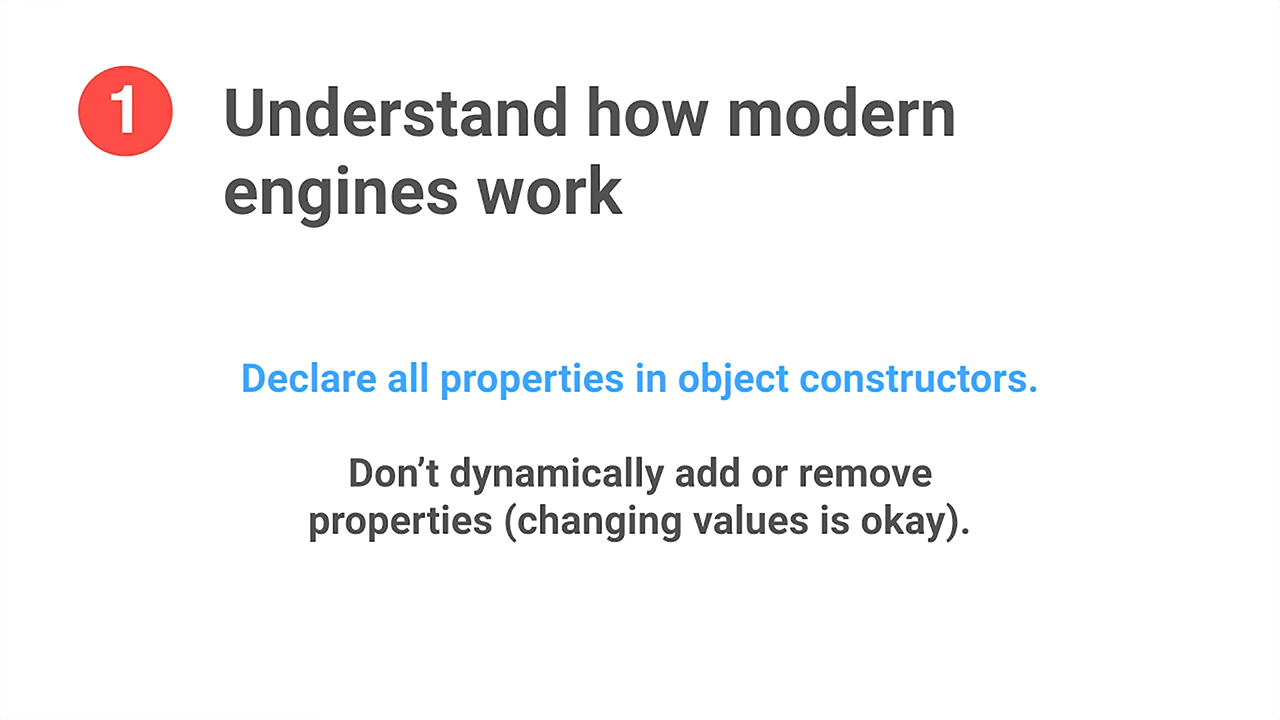 1
Understand how modern
engines work
Declare all properties in object constructors.
Don’t dynamically add or remove
properties (changing values is okay).